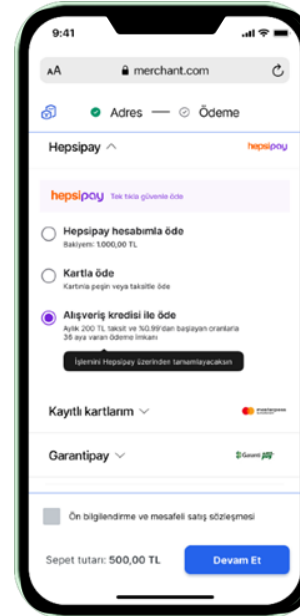 9:41
AA merchant.com
Adres Ödeme
Hepsipay hepsipay
hepsipay Tek tıkla güvenle öde
Hepsipay hesabımla öde
Bakiyem: 1.000,00 TL
Kartla öde
Kartınla peşin veya taksitle öde
Alışveriş kredisi ile öde
Aylık 200 TL taksit ve %0.99'dan başlayan oranlarla
36 aya varan ödeme imkanı
İşlemini Hepsipay üzerinden tamamlayacaksın
Kayıtlı kartlarım masterpass
Garantipay Garanti pay
Ön bilgilendirme ve mesafeli satış sözleşmesi
Sepet tutarı: 500,00 TL Devam Et